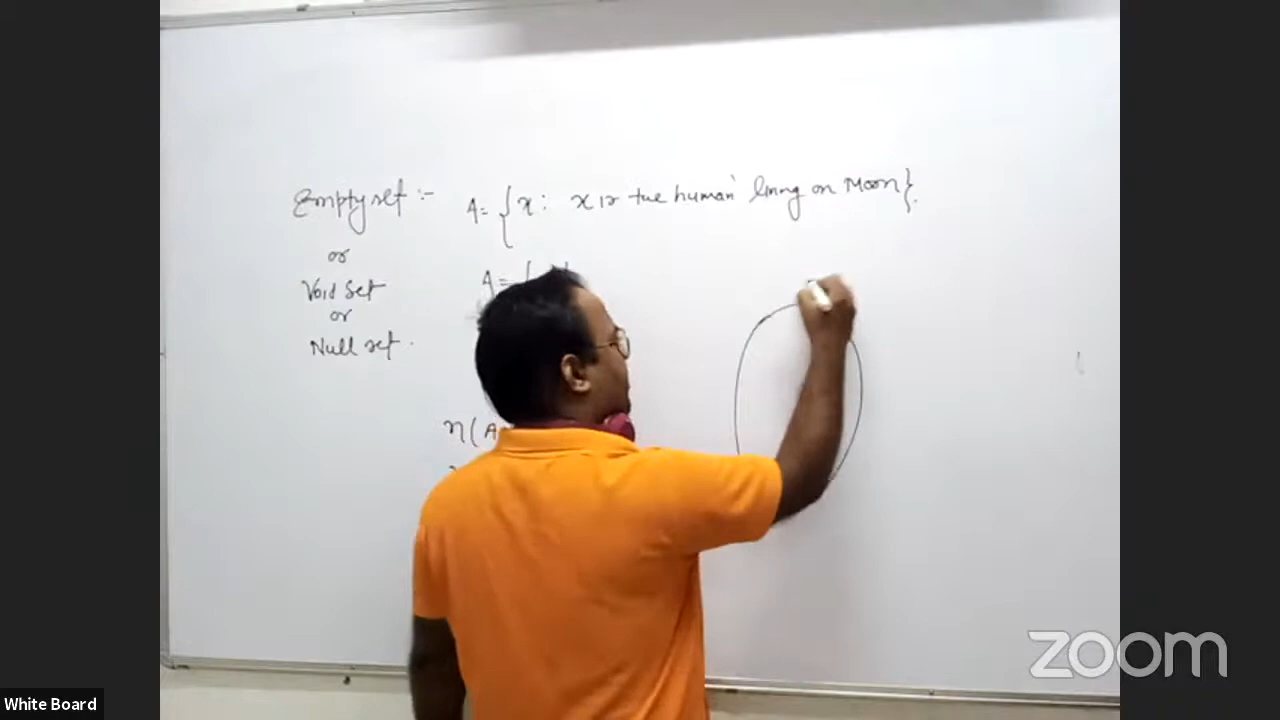 Empty set :- A = { x : x is the human living on Moon }.
or
Void Set A = {
or
Null set.
n(A
White Board
zoom